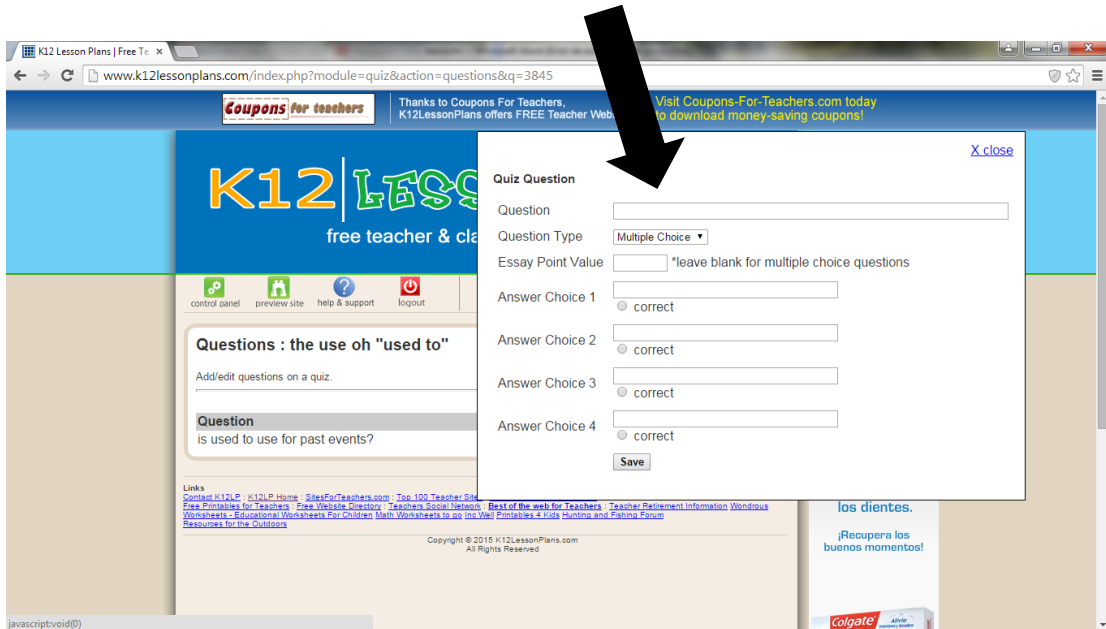 K12 Lesson Plans | Free Te
www.k12lessonplans.com/index.php?module=quiz&action=questions&q=3845
Coupons for teachers
Thanks to Coupons For Teachers,
K12LessonPlans offers FREE Teacher Web
Visit Coupons-For-Teachers.com today
to download money-saving coupons!
K12 LESS
free teacher & cla
control panel preview site help & support logout
Questions : the use oh "used to"
Add/edit questions on a quiz.
Question
is used to use for past events?
X close
Quiz Question
Question
Question Type Multiple Choice
Essay Point Value *leave blank for multiple choice questions
Answer Choice 1
correct
Answer Choice 2
correct
Answer Choice 3
correct
Answer Choice 4
correct
Save
Links
Contact K12LP : K12LP Home : SitesForTeachers.com : Top 100 Teacher Site
Free Printables for Teachers : Free Website Directory : Teachers Social Network : Best of the web for Teachers : Teacher Retirement Information Wondrous
Worksheets - Educational Worksheets For Children Math Worksheets to go Inc Well Printables 4 Kids Hunting and Fishing Forum
Resources for the Outdoors
Copyright © 2015 K12LessonPlans.com
All Rights Reserved
los dientes.
¡Recupera los
buenos momentos!
Colgate Alivio
javascript:void(0)